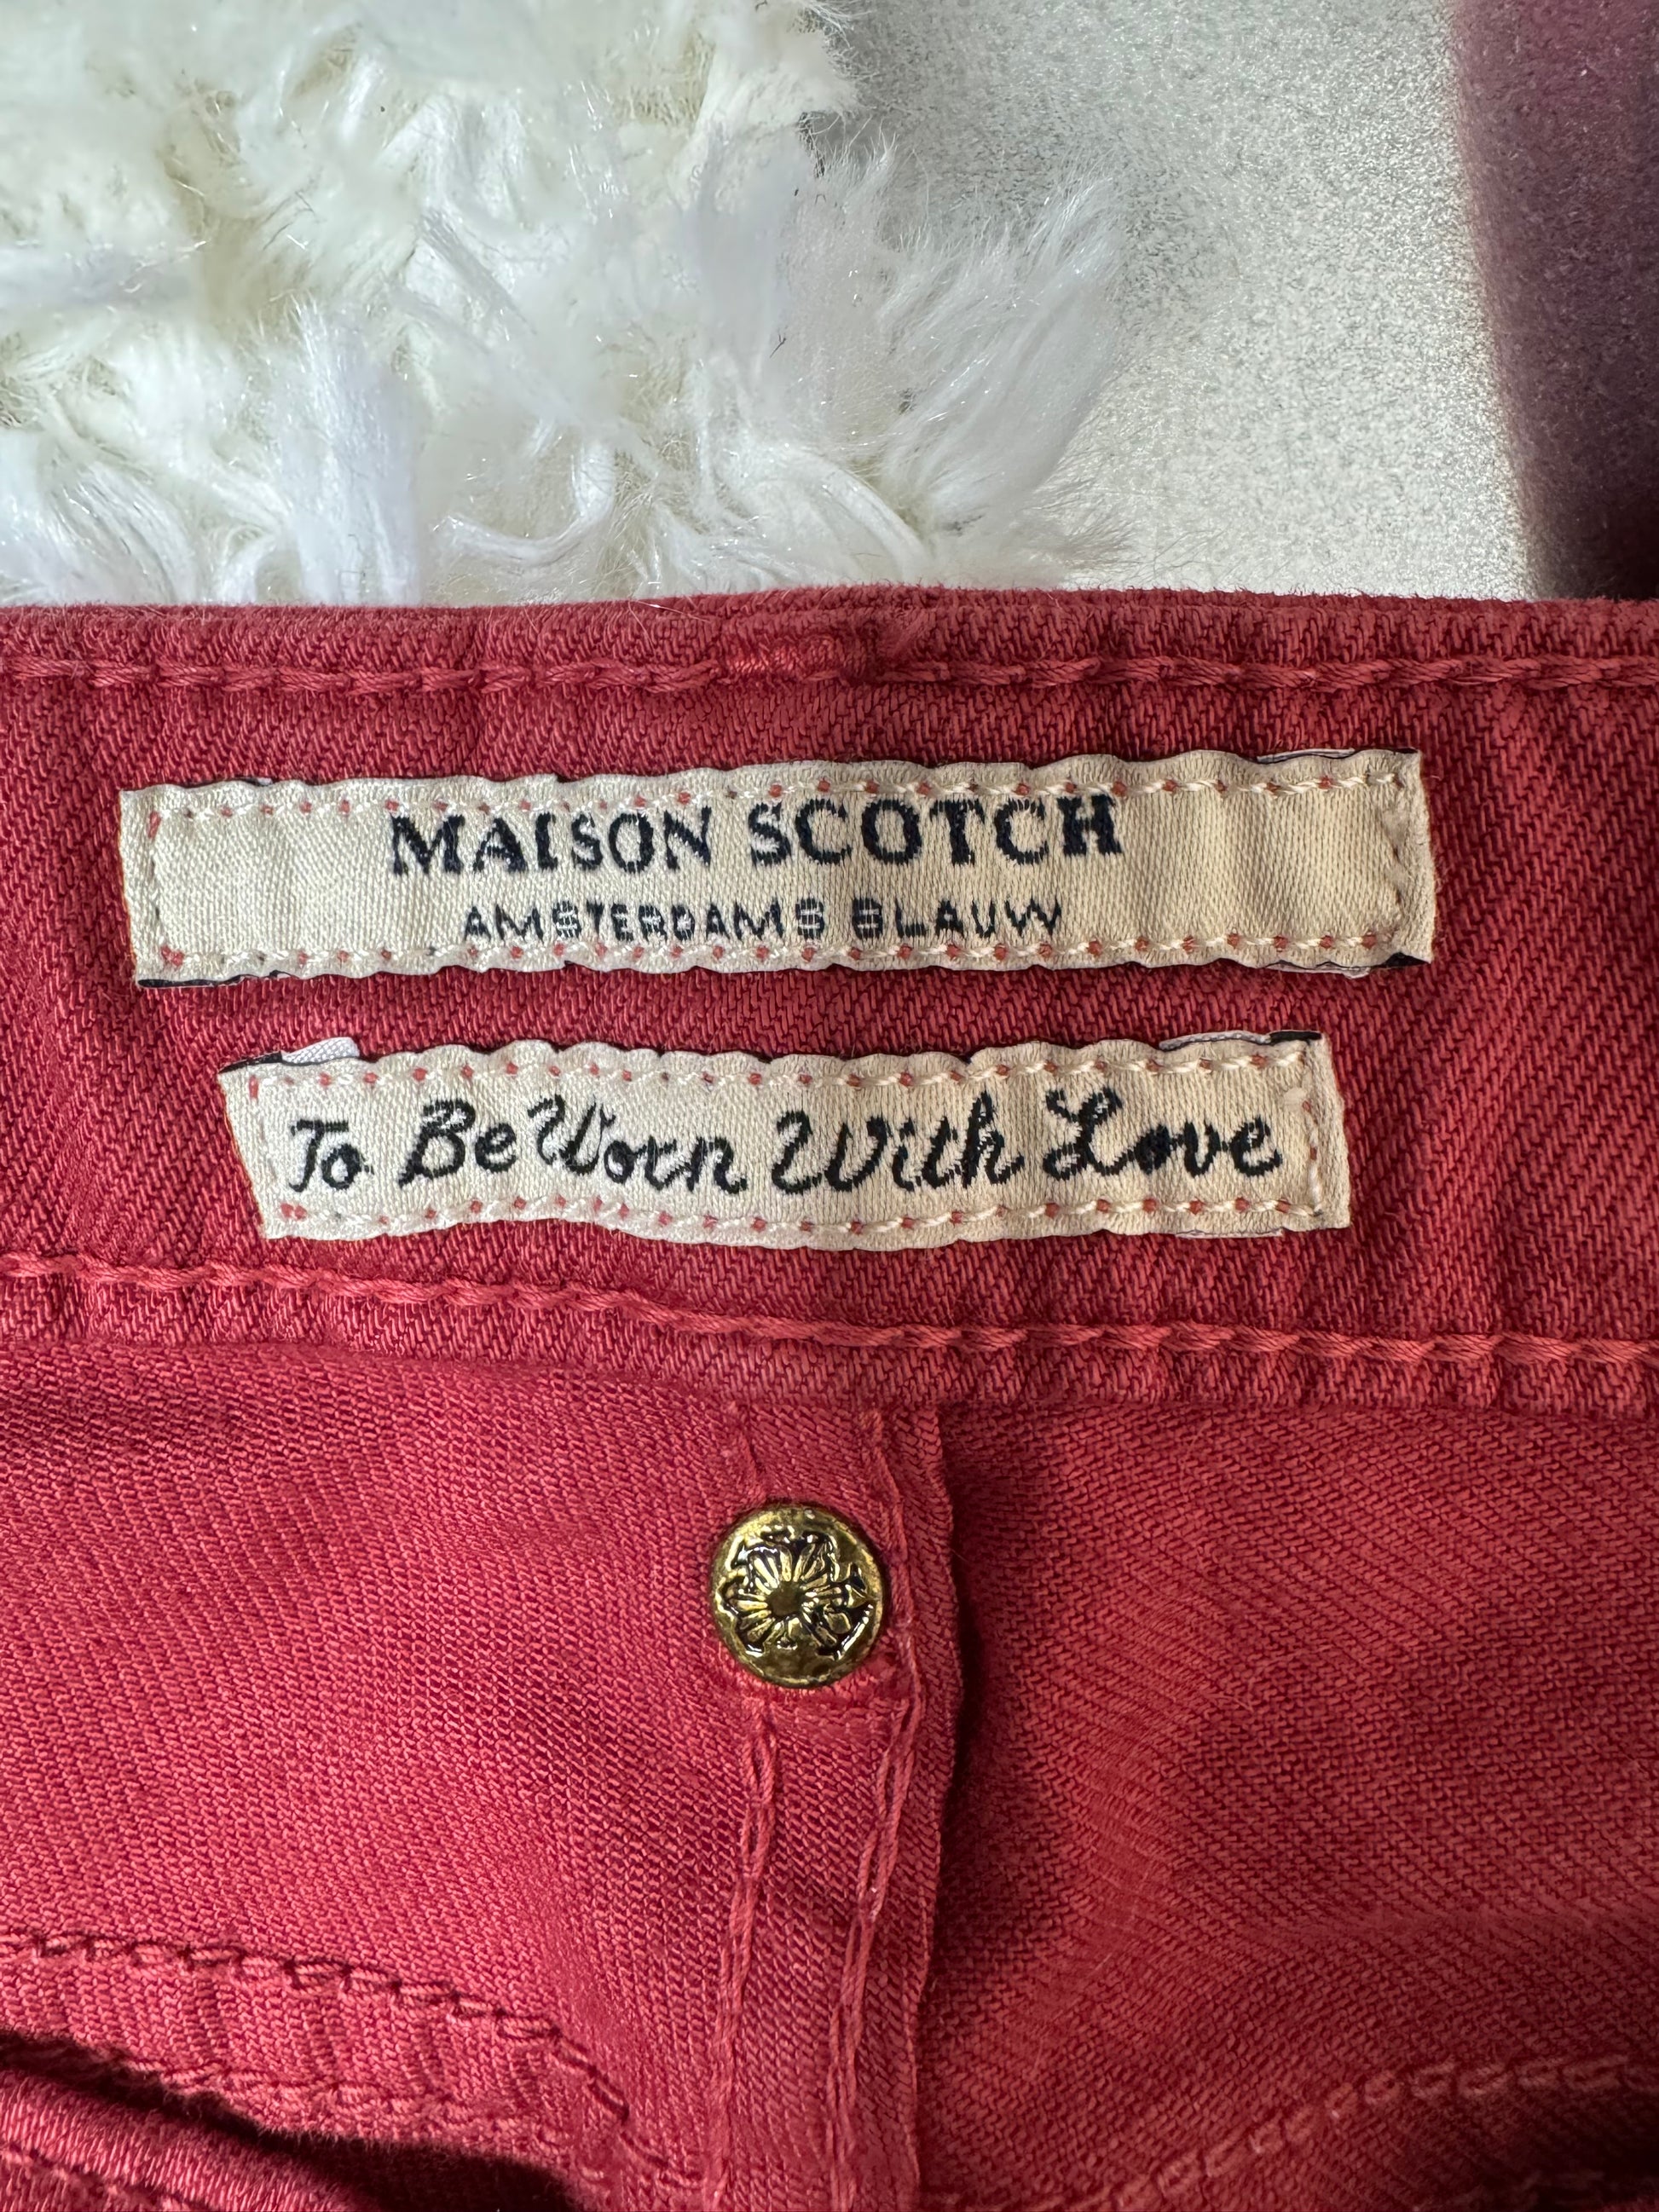 MAISON SCOTCH
AMSTERDAMS BLAUW
To Be Worn With Love